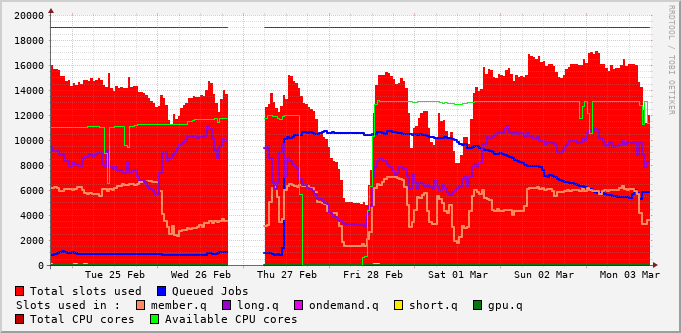 20000
18000
16000
14000
12000
10000
8000
6000
4000
2000
0
Tue 25 Feb Wed 26 Feb Thu 27 Feb Fri 28 Feb Sat 01 Mar Sun 02 Mar Mon 03 Mar
Total slots used Queued Jobs
Slots used in : member.q long.q ondemand.q short.q gpu.q
Total CPU cores Available CPU cores
RRDTOOL / TOBI OETIKER